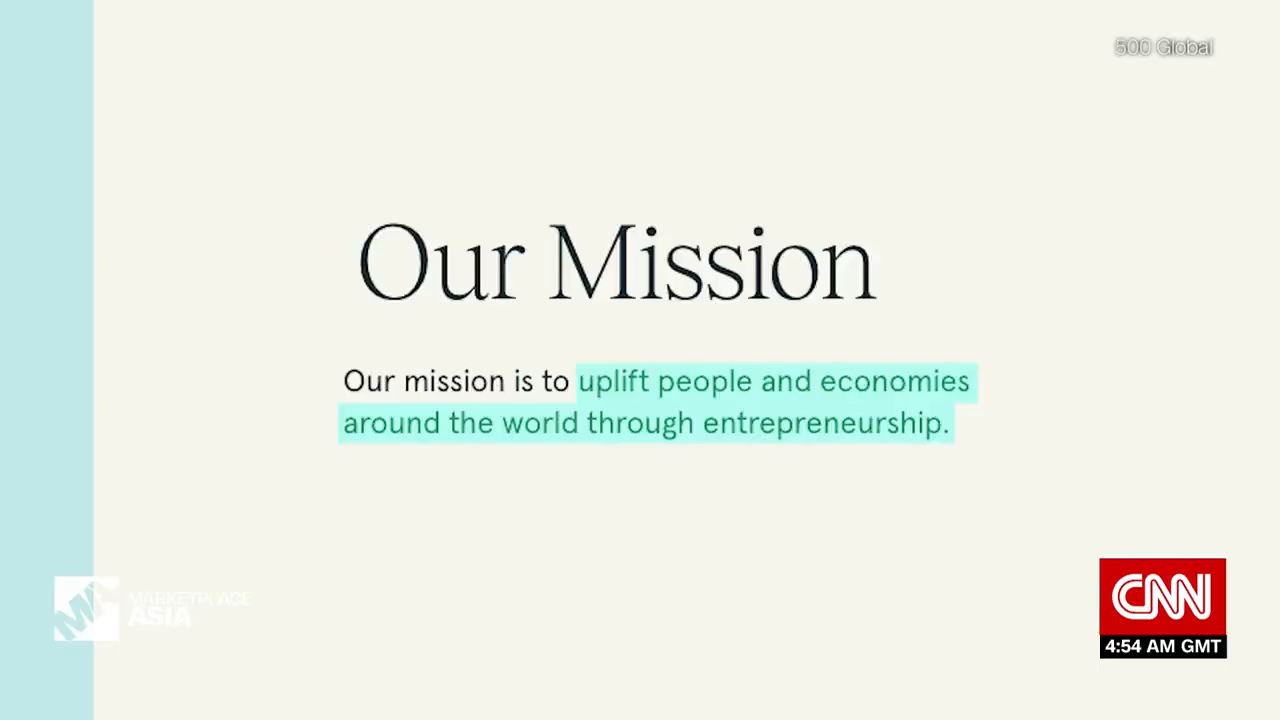 500 Global
Our Mission
Our mission is to uplift people and economies
around the world through entrepreneurship.
MARKETPLACE
ASIA
CNN
4:54 AM GMT